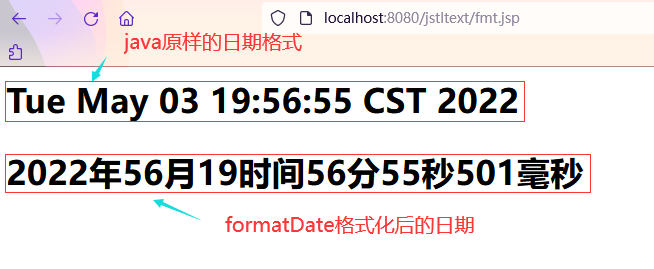 localhost:8080/jstltext/fmt.jsp
java原样的日期格式
Tue May 03 19:56:55 CST 2022
2022年56月19时间56分55秒501毫秒
formatDate格式化后的日期